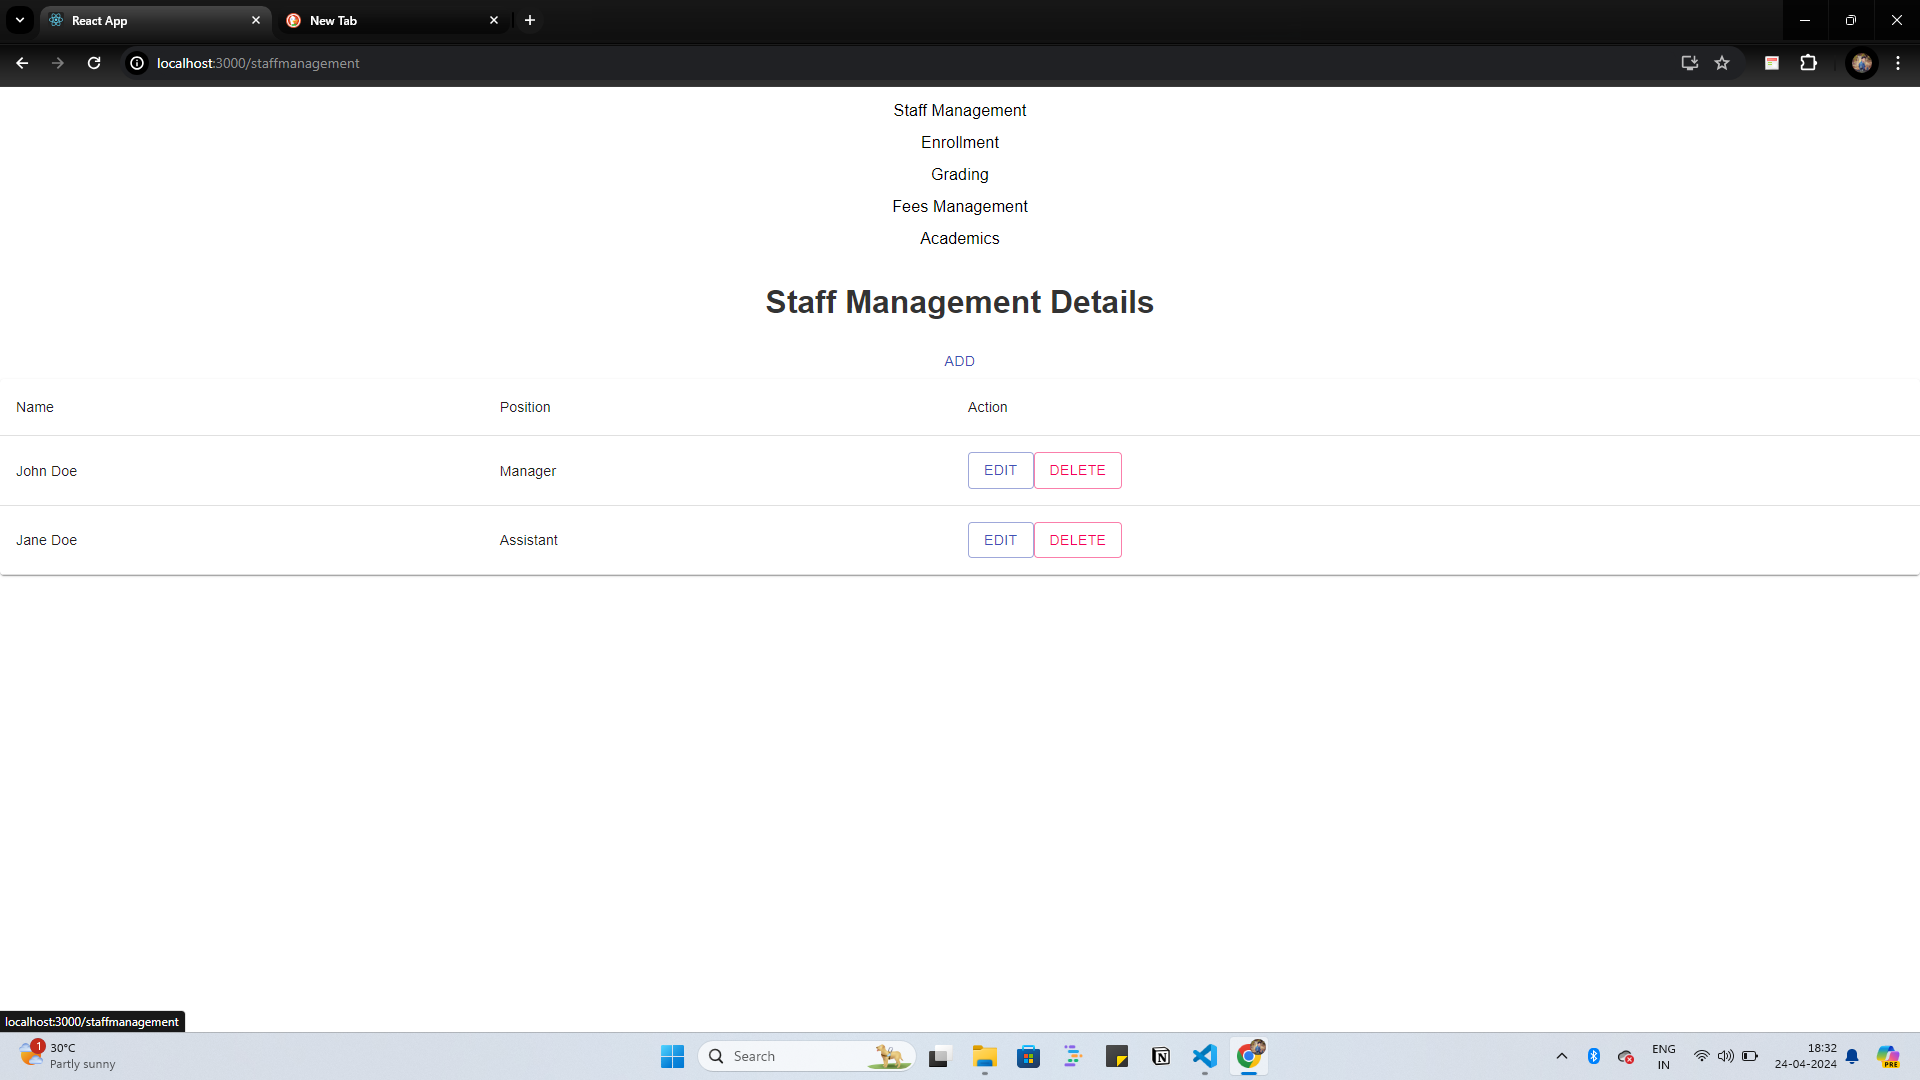 React App
New Tab
localhost:3000/staffmanagement
Staff Management
Enrollment
Grading
Fees Management
Academics
Staff Management Details
ADD
Name Position Action
John Doe Manager EDIT DELETE
Jane Doe Assistant EDIT DELETE
localhost:3000/staffmanagement
1
30°C
Partly sunny
Search
ENG
IN
18:32
24-04-2024
PRE